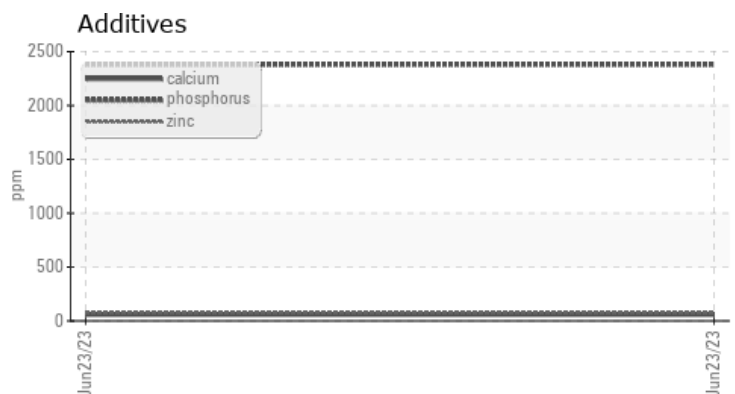 Additives
2500
2000
1500
1000
500
0
ppm
calcium
phosphorus
zinc
Jun23/23
Jun23/23